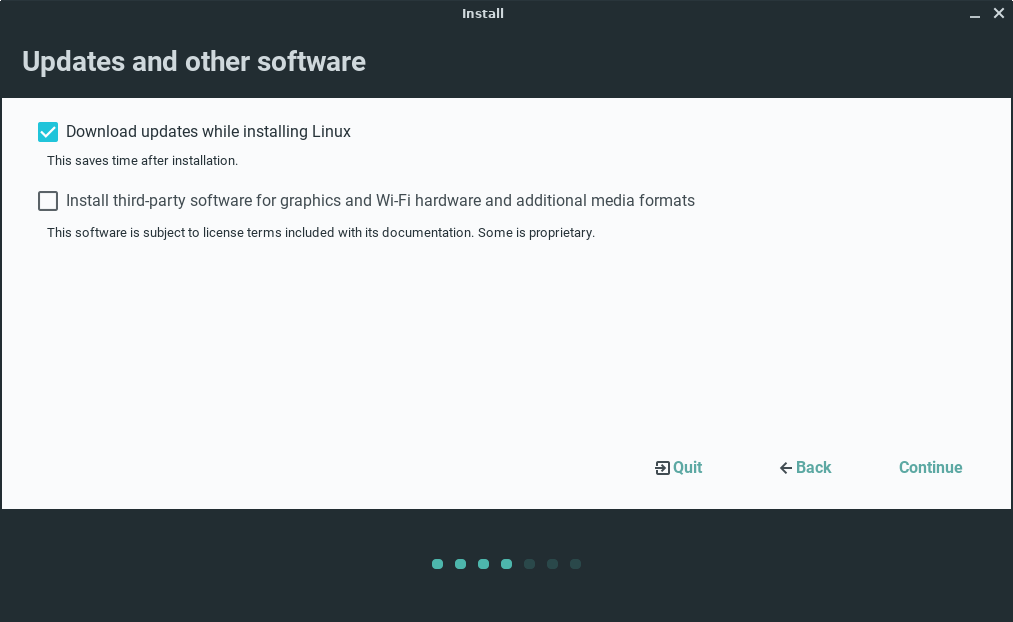 Install
Updates and other software
Download updates while installing Linux
This saves time after installation.
Install third-party software for graphics and Wi-Fi hardware and additional media formats
This software is subject to license terms included with its documentation. Some is proprietary.
Quit
Back
Continue